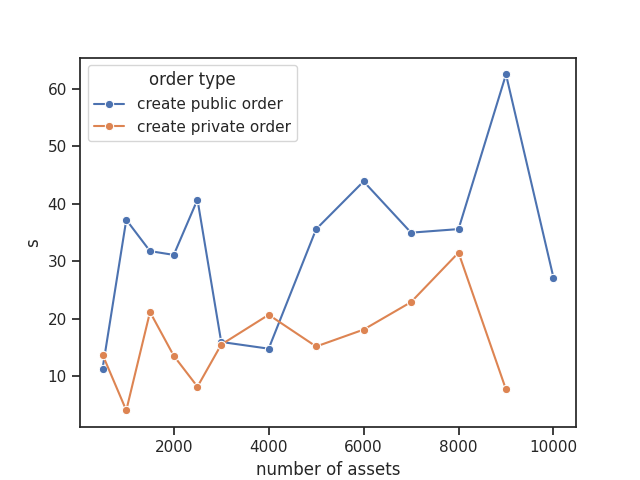 order type
create public order
create private order
60
50
40
30
20
10
s
2000
4000
6000
8000
10000
number of assets